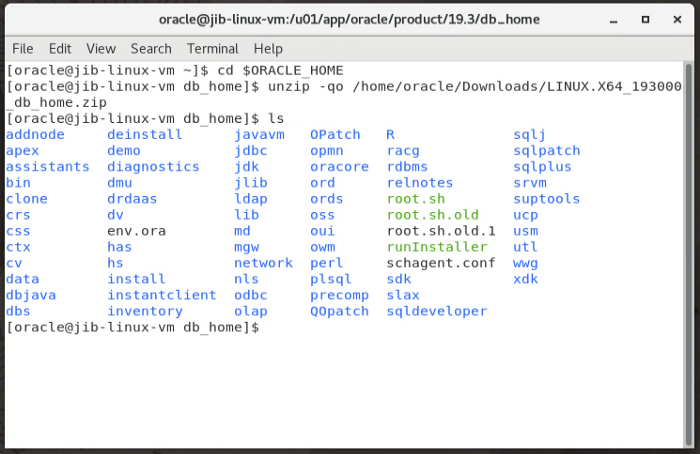 oracle@jib-linux-vm:/u01/app/oracle/product/19.3/db_home
File Edit View Search Terminal Help
[oracle@jib-linux-vm ~]$ cd $ORACLE_HOME
[oracle@jib-linux-vm db_home]$ unzip -qo /home/oracle/Downloads/LINUX.X64_193000
_db_home.zip
[oracle@jib-linux-vm db_home]$ ls
addnode deinstall javavm OPatch R sqlj
apex demo jdbc opmn racg sqlpatch
assistants diagnostics jdk oracore rdbms sqlplus
bin dmu jlib ord relnotes srvm
clone drdaas ldap ords root.sh suptools
crs dv lib oss root.sh.old ucp
css env.ora md oui root.sh.old.1 usm
ctx has mgw owm runInstaller utl
cv hs network perl schagent.conf wwg
data install nls plsql sdk xdk
dbjava instantclient odbc precomp slax
dbs inventory olap QOpatch sqldeveloper
[oracle@jib-linux-vm db_home]$